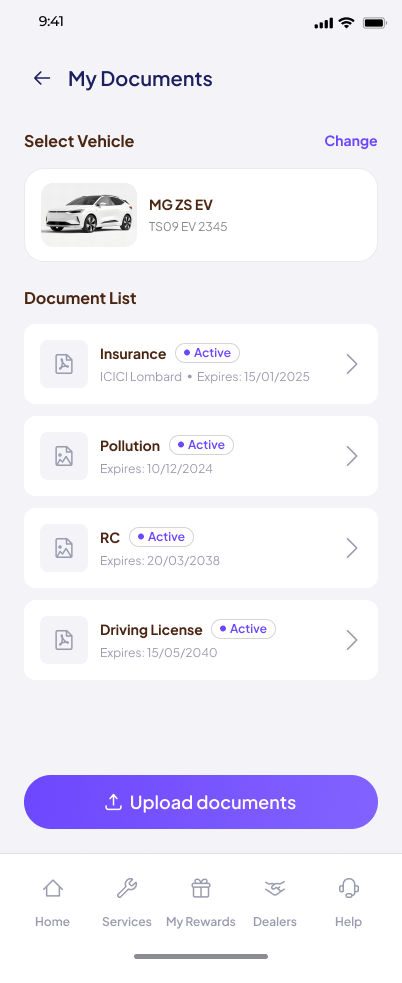 9:41
My Documents
Select Vehicle Change
MG ZS EV
TS09 EV 2345
Document List
Insurance • Active
ICICI Lombard • Expires: 15/01/2025
Pollution • Active
Expires: 10/12/2024
RC • Active
Expires: 20/03/2038
Driving License • Active
Expires: 15/05/2040
Upload documents
Home Services My Rewards Dealers Help